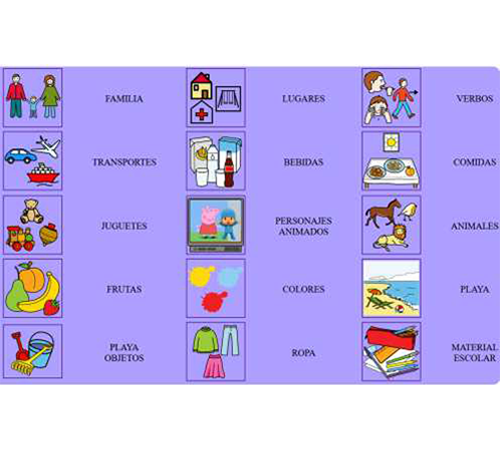 FAMILIA
LUGARES
VERBOS
TRANSPORTES
BEBIDAS
COMIDAS
JUGUETES
PERSONAJES
ANIMADOS
ANIMALES
FRUTAS
COLORES
PLAYA
PLAYA
OBJETOS
ROPA
MATERIAL
ESCOLAR